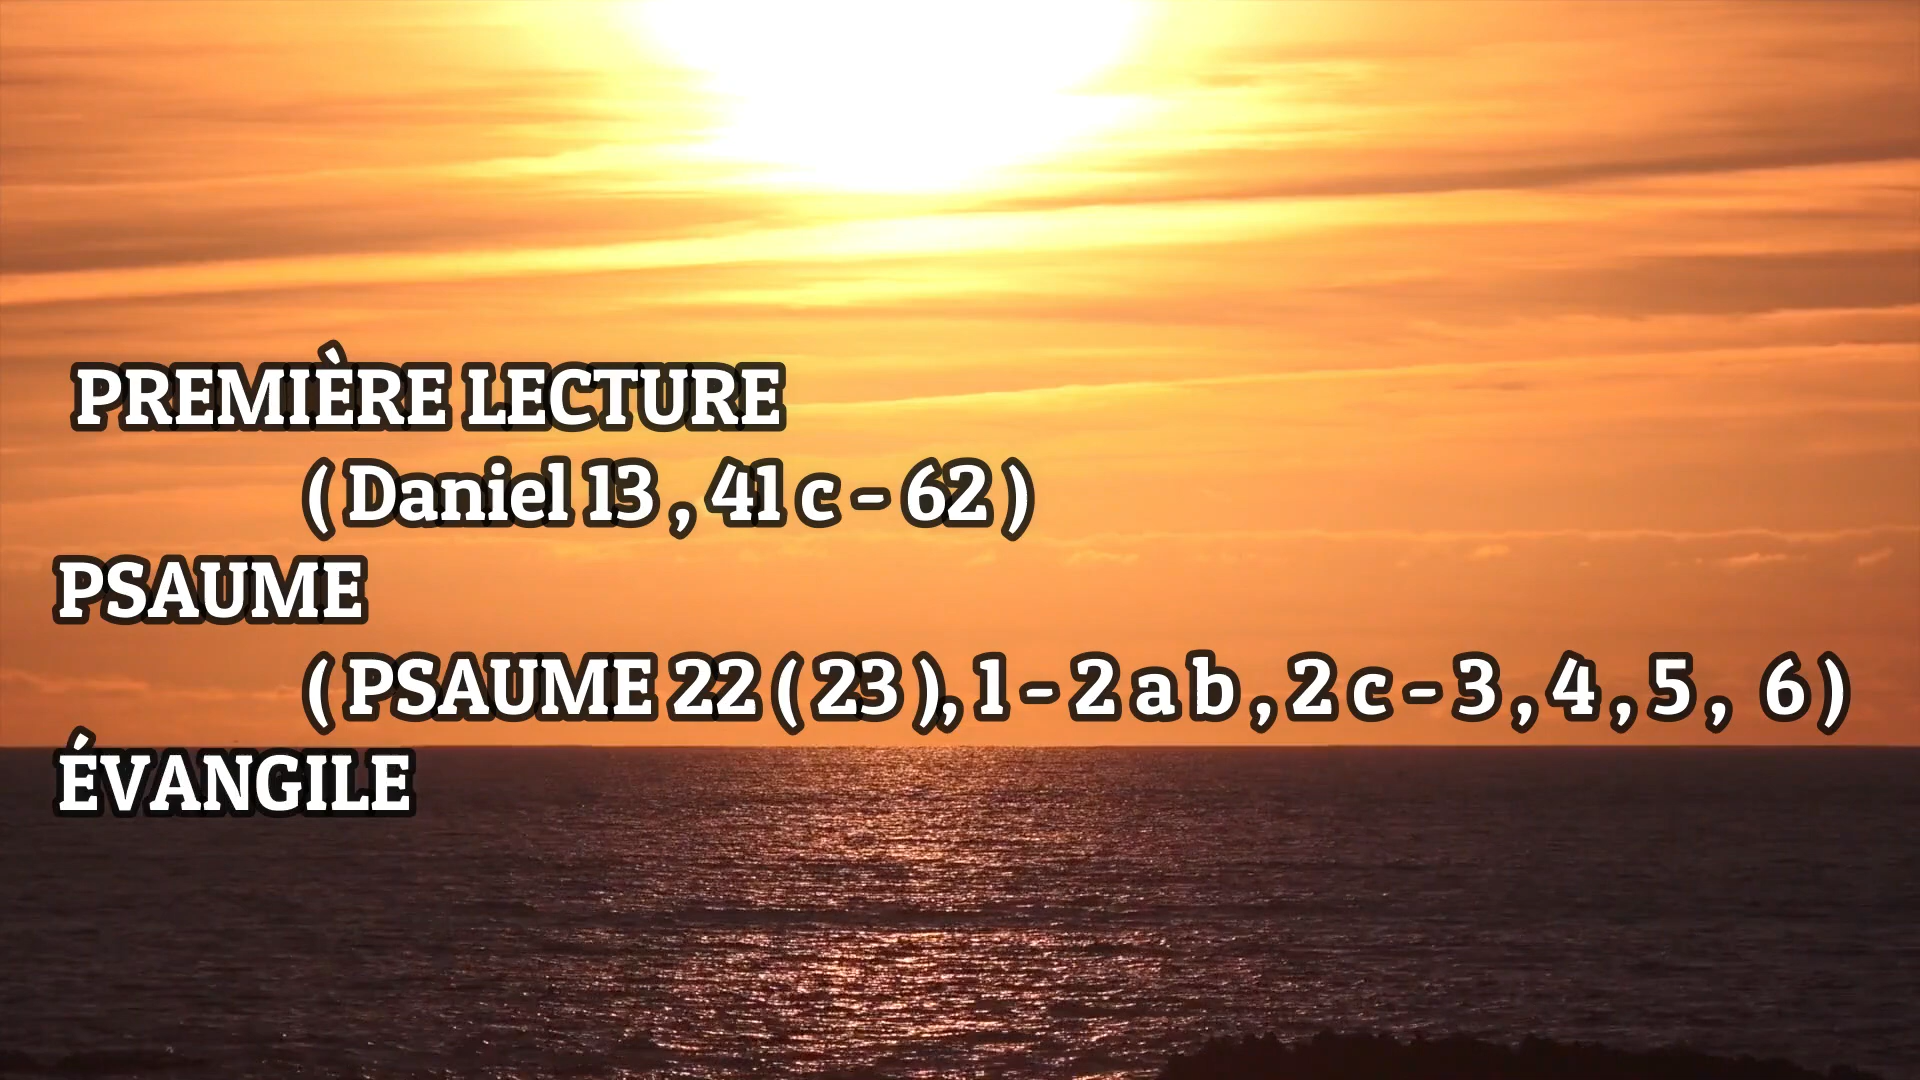 PREMIÈRE LECTURE
( Daniel 13 , 41 c - 62 )
PSAUME
( PSAUME 22 ( 23 ), 1 - 2 a b , 2 c - 3 , 4 , 5 , 6 )
ÉVANGILE